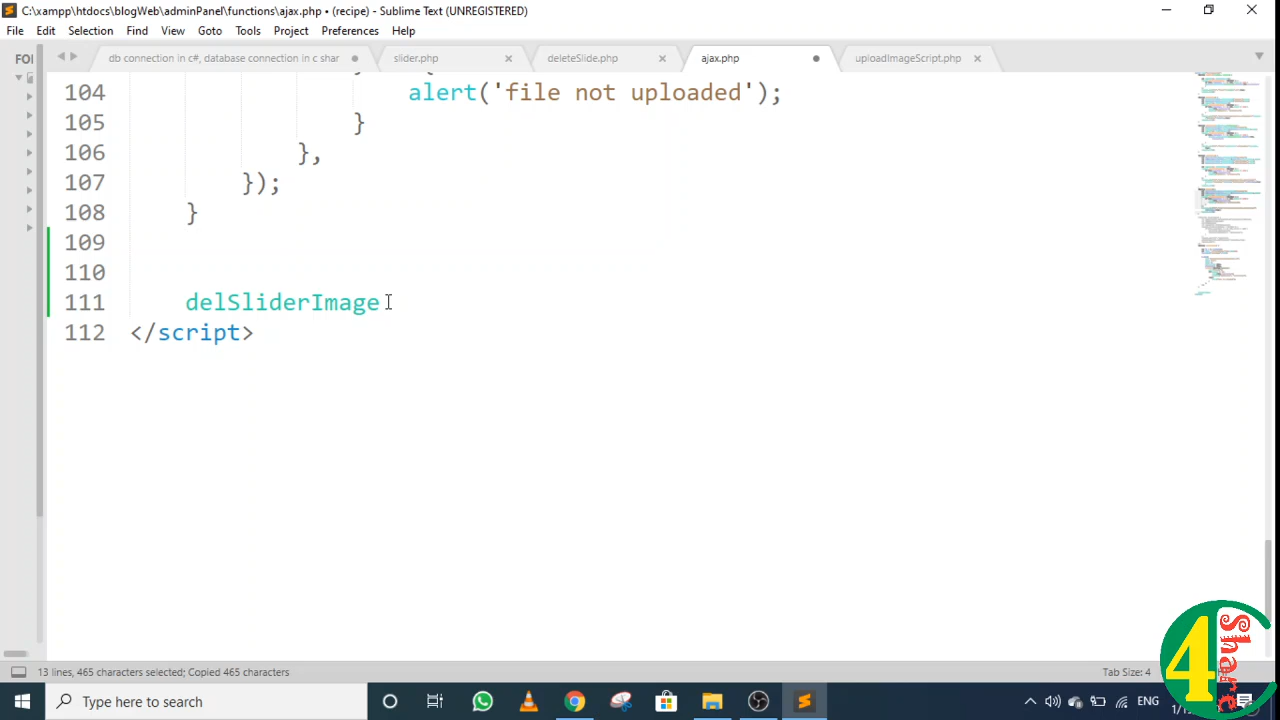 C:\xampp\htdocs\blogWeb\adminPanel\functions\ajax.php • (recipe) - Sublime Text (UNREGISTERED)
File Edit Selection Find View Goto Tools Project Preferences Help
FOI
db connection in c#, database connection in c shar
slider.php
deleteSlide.php
ajax.php
uploadImageScript.php
104 alert('file not uploaded');
105 }
106 },
107 });
108 }
109
110
111 delSliderImage
112 </script>
13 lines, 465 characters selected; Copied 465 characters
Tab Size: 4
4
Share
Type here to search
ENG